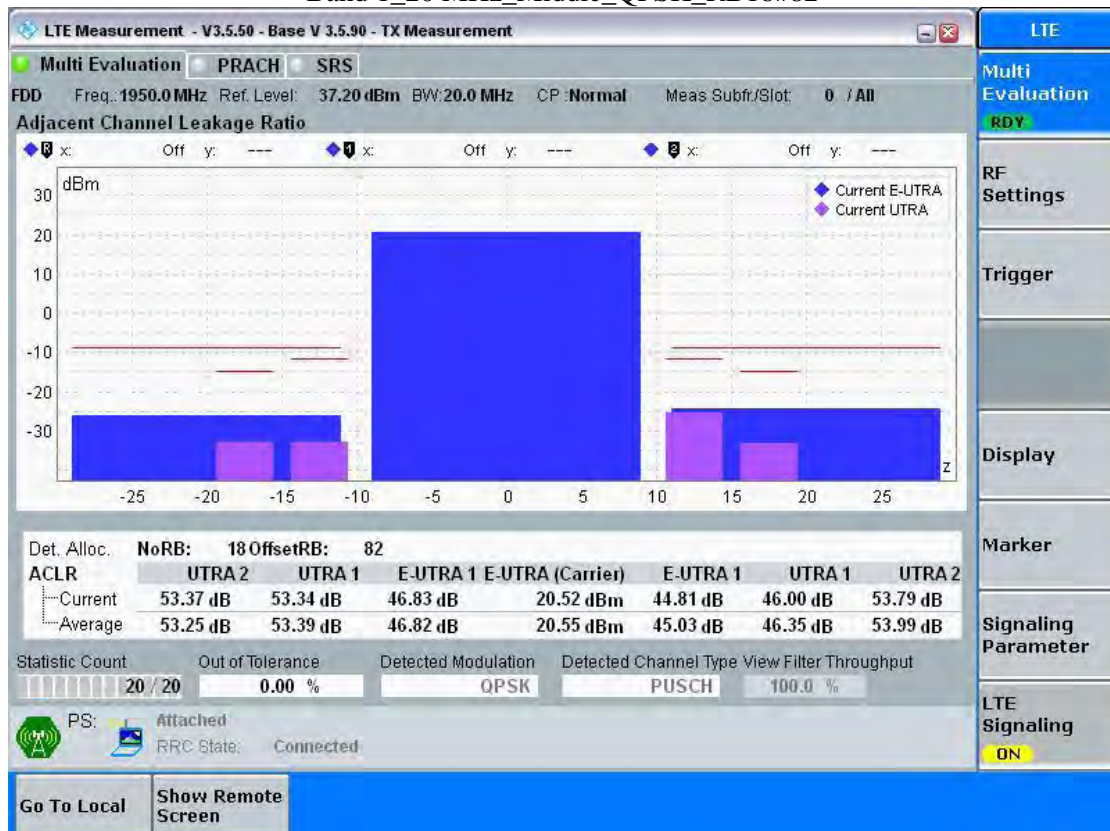 Band 1_20 MHz_Middle_QPSK_RB18#82
LTE Measurement - V3.5.50 - Base V 3.5.90 - TX Measurement
LTE
Multi Evaluation PRACH SRS
Multi Evaluation
RDY
FDD Freq.: 1950.0 MHz Ref. Level: 37.20 dBm BW: 20.0 MHz CP :Normal Meas Subfr./Slot: 0 / All
Adjacent Channel Leakage Ratio
R x: Off y: --- 1 x: Off y: --- 2 x: Off y: ---
dBm
Current E-UTRA
Current UTRA
30
20
10
0
-10
-20
-30
z
-25 -20 -15 -10 -5 0 5 10 15 20 25
RF Settings
Trigger
Display
Marker
Signaling Parameter
LTE Signaling
ON
Det. Alloc. NoRB: 18 OffsetRB: 82
ACLR UTRA 2 UTRA 1 E-UTRA 1 E-UTRA (Carrier) E-UTRA 1 UTRA 1 UTRA 2
Current 53.37 dB 53.34 dB 46.83 dB 20.52 dBm 44.81 dB 46.00 dB 53.79 dB
Average 53.25 dB 53.39 dB 46.82 dB 20.55 dBm 45.03 dB 46.35 dB 53.99 dB
Statistic Count Out of Tolerance Detected Modulation Detected Channel Type View Filter Throughput
20 / 20 0.00 % QPSK PUSCH 100.0 %
PS: Attached
RRC State: Connected
Go To Local
Show Remote Screen